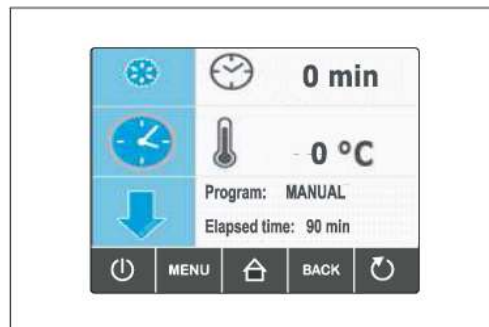 0 min
- 0 °C
Program: MANUAL
Elapsed time: 90 min
MENU BACK